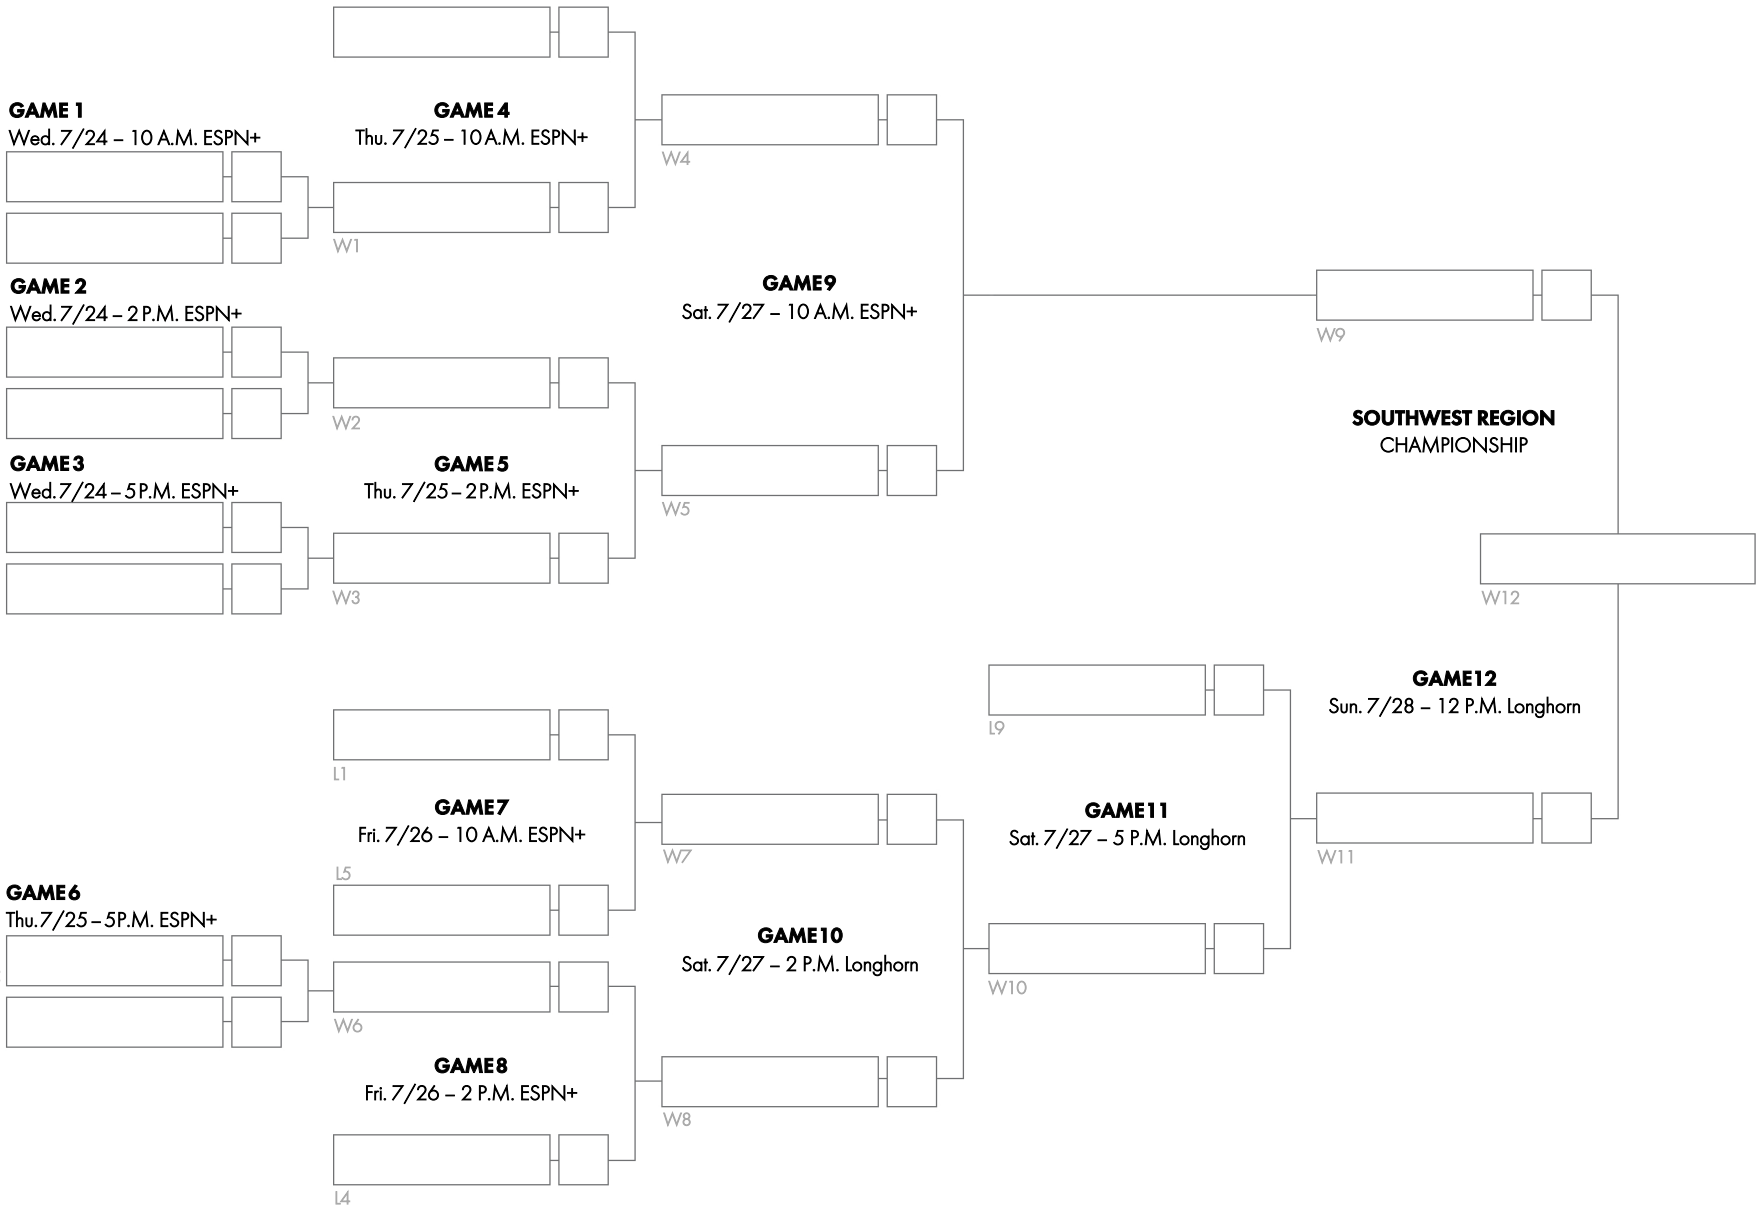 GAME 1
Wed. 7/24 – 10 A.M. ESPN+
GAME 4
Thu. 7/25 – 10 A.M. ESPN+
W4
W1
GAME 2
Wed. 7/24 – 2 P.M. ESPN+
GAME 9
Sat. 7/27 – 10 A.M. ESPN+
W9
W2
SOUTHWEST REGION
CHAMPIONSHIP
GAME 3
Wed. 7/24 – 5 P.M. ESPN+
GAME 5
Thu. 7/25 – 2 P.M. ESPN+
W5
W3
W12
GAME 12
Sun. 7/28 – 12 P.M. Longhorn
L9
L1
GAME 7
Fri. 7/26 – 10 A.M. ESPN+
GAME 11
Sat. 7/27 – 5 P.M. Longhorn
W7
W11
L5
GAME 6
Thu. 7/25 – 5 P.M. ESPN+
GAME 10
Sat. 7/27 – 2 P.M. Longhorn
W10
W6
GAME 8
Fri. 7/26 – 2 P.M. ESPN+
W8
L4